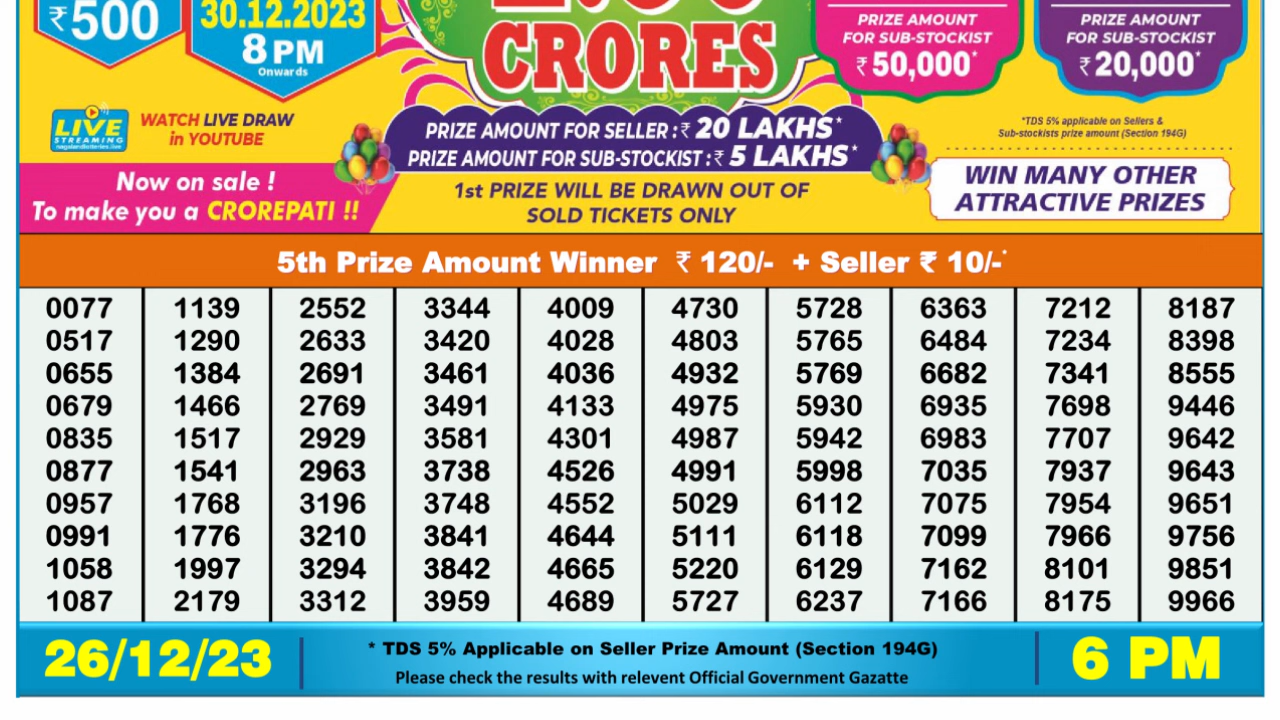 ₹500
30.12.2023
8 PM
Onwards
CRORES
PRIZE AMOUNT
FOR SUB-STOCKIST
₹ 50,000*
PRIZE AMOUNT
FOR SUB-STOCKIST
₹ 20,000*
LIVE
STREAMING
nagalandlotteries.live
WATCH LIVE DRAW
in YOUTUBE
PRIZE AMOUNT FOR SELLER :₹ 20 LAKHS*
PRIZE AMOUNT FOR SUB-STOCKIST :₹ 5 LAKHS*
*TDS 5% applicable on Sellers &
Sub-stockists prize amount (Section 194G)
Now on sale !
To make you a CROREPATI !!
1st PRIZE WILL BE DRAWN OUT OF
SOLD TICKETS ONLY
WIN MANY OTHER
ATTRACTIVE PRIZES
5th Prize Amount Winner ₹ 120/- + Seller ₹ 10/-*
0077 1139 2552 3344 4009 4730 5728 6363 7212 8187
0517 1290 2633 3420 4028 4803 5765 6484 7234 8398
0655 1384 2691 3461 4036 4932 5769 6682 7341 8555
0679 1466 2769 3491 4133 4975 5930 6935 7698 9446
0835 1517 2929 3581 4301 4987 5942 6983 7707 9642
0877 1541 2963 3738 4526 4991 5998 7035 7937 9643
0957 1768 3196 3748 4552 5029 6112 7075 7954 9651
0991 1776 3210 3841 4644 5111 6118 7099 7966 9756
1058 1997 3294 3842 4665 5220 6129 7162 8101 9851
1087 2179 3312 3959 4689 5727 6237 7166 8175 9966
26/12/23
* TDS 5% Applicable on Seller Prize Amount (Section 194G)
Please check the results with relevent Official Government Gazatte
6 PM